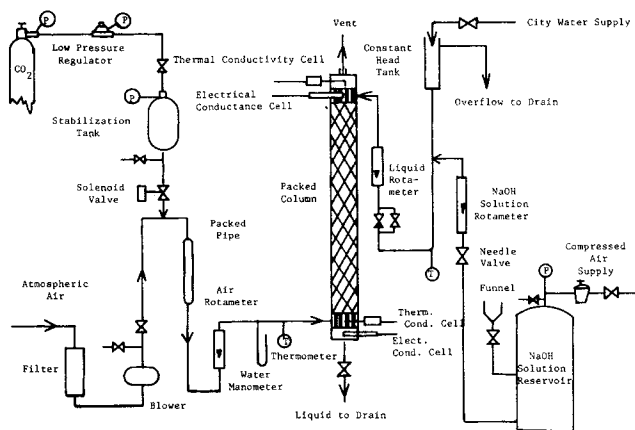 P
P
Low Pressure
Regulator
CO2
Thermal Conductivity Cell
P
Electrical
Conductance Cell
Stabilization
Tank
Solenoid
Valve
Packed
Pipe
Atmospheric
Air
Air
Rotameter
Filter
Blower
Water
Manometer
T
Thermometer
Vent
Packed
Column
Liquid to Drain
Therm.
Cond. Cell
Elect.
Cond. Cell
Constant
Head
Tank
City Water Supply
Overflow to Drain
Liquid
Rota-
meter
T
NaOH
Solution
Rotameter
Needle
Valve
Funnel
P
Compressed
Air
Supply
NaOH
Solution
Reservoir